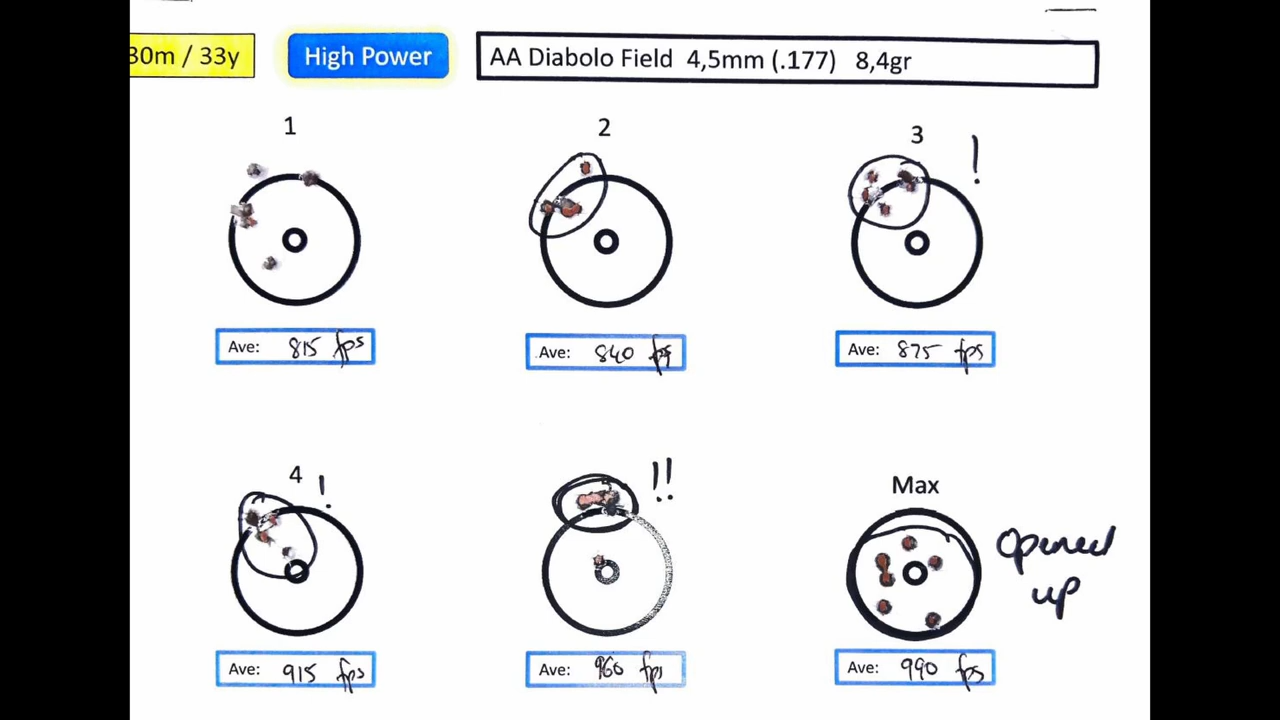 30m / 33y
High Power
AA Diabolo Field 4,5mm (.177) 8,4gr
1
2
3
!
Ave: 815 fps
Ave: 840 fps
Ave: 875 fps
4
!
!!
Max
Opened
up
Ave: 915 fps
Ave: 960 fps
Ave: 990 fps